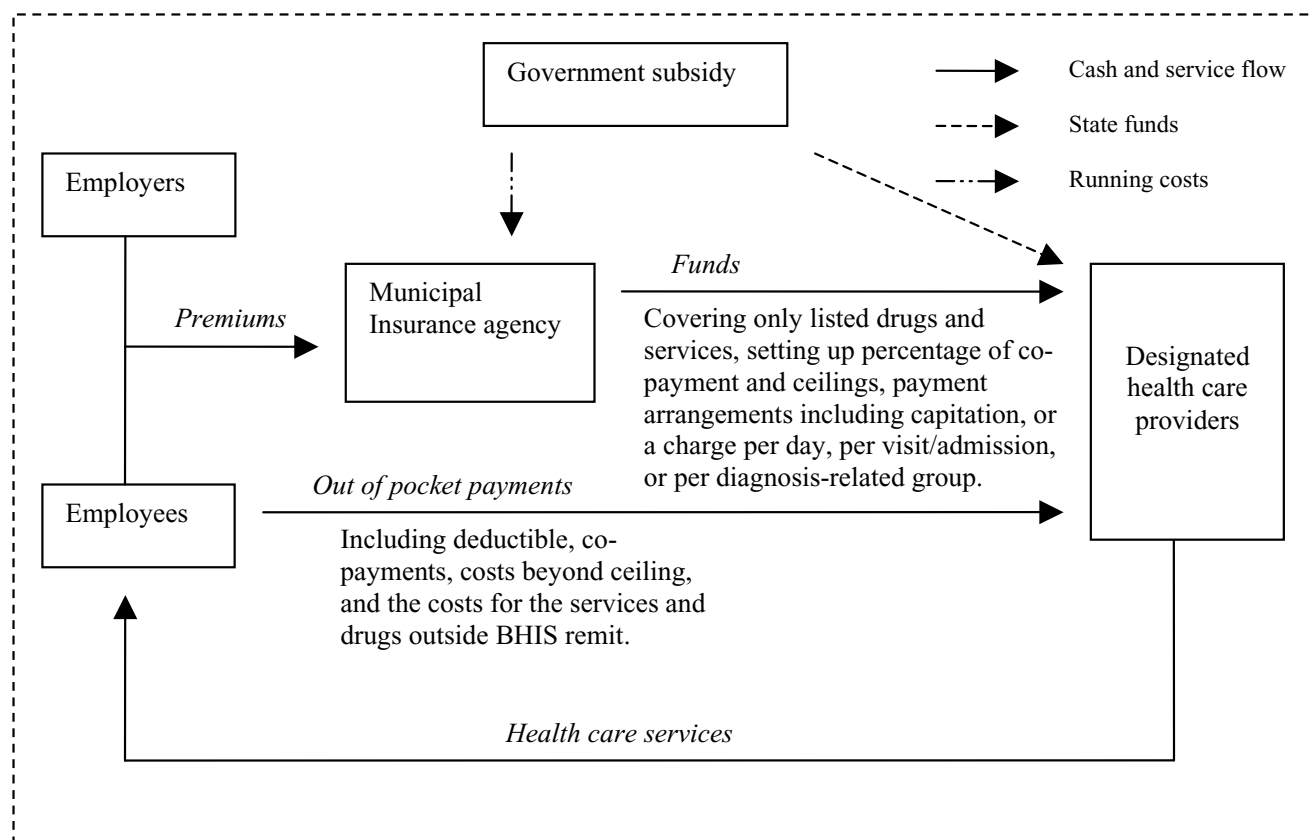 Government subsidy
Cash and service flow
State funds
Running costs
Employers
Premiums
Municipal
Insurance agency
Funds
Covering only listed drugs and
services, setting up percentage of co-
payment and ceilings, payment
arrangements including capitation, or
a charge per day, per visit/admission,
or per diagnosis-related group.
Designated
health care
providers
Employees
Out of pocket payments
Including deductible, co-
payments, costs beyond ceiling,
and the costs for the services and
drugs outside BHIS remit.
Health care services